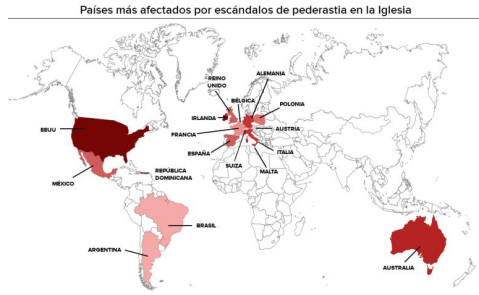 Países más afectados por escándalos de pederastia en la Iglesia
REINO
UNIDO
ALEMANIA
BÉLGICA
POLONIA
IRLANDA
EEUU
FRANCIA
AUSTRIA
ESPAÑA
ITALIA
SUIZA
MALTA
MÉXICO
REPÚBLICA
DOMINICANA
BRASIL
ARGENTINA
AUSTRALIA